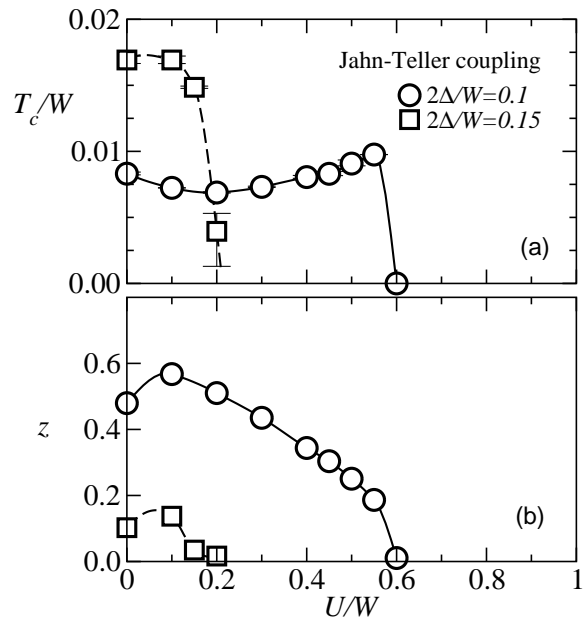 0.02
Jahn-Teller coupling
T_c/W
2Δ/W=0.1
2Δ/W=0.15
0.01
(a)
0.00
0.6
z
0.4
0.2
(b)
0.0
0 0.2 0.4 0.6 0.8 1
U/W